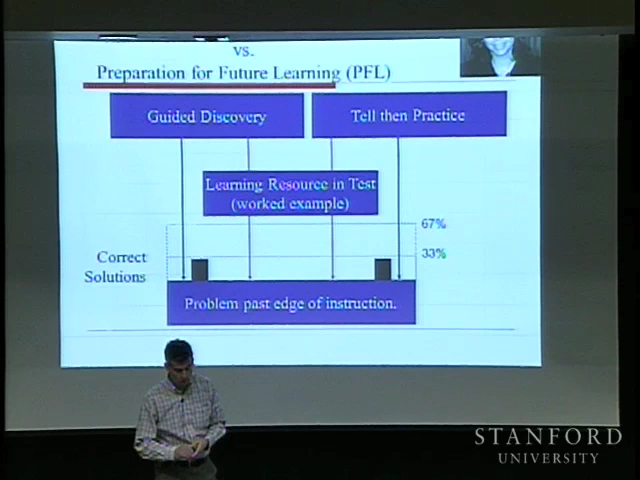 vs.
Preparation for Future Learning (PFL)
Guided Discovery
Tell then Practice
Learning Resource in Test
(worked example)
67%
33%
Correct
Solutions
Problem past edge of instruction.
STANFORD
UNIVERSITY